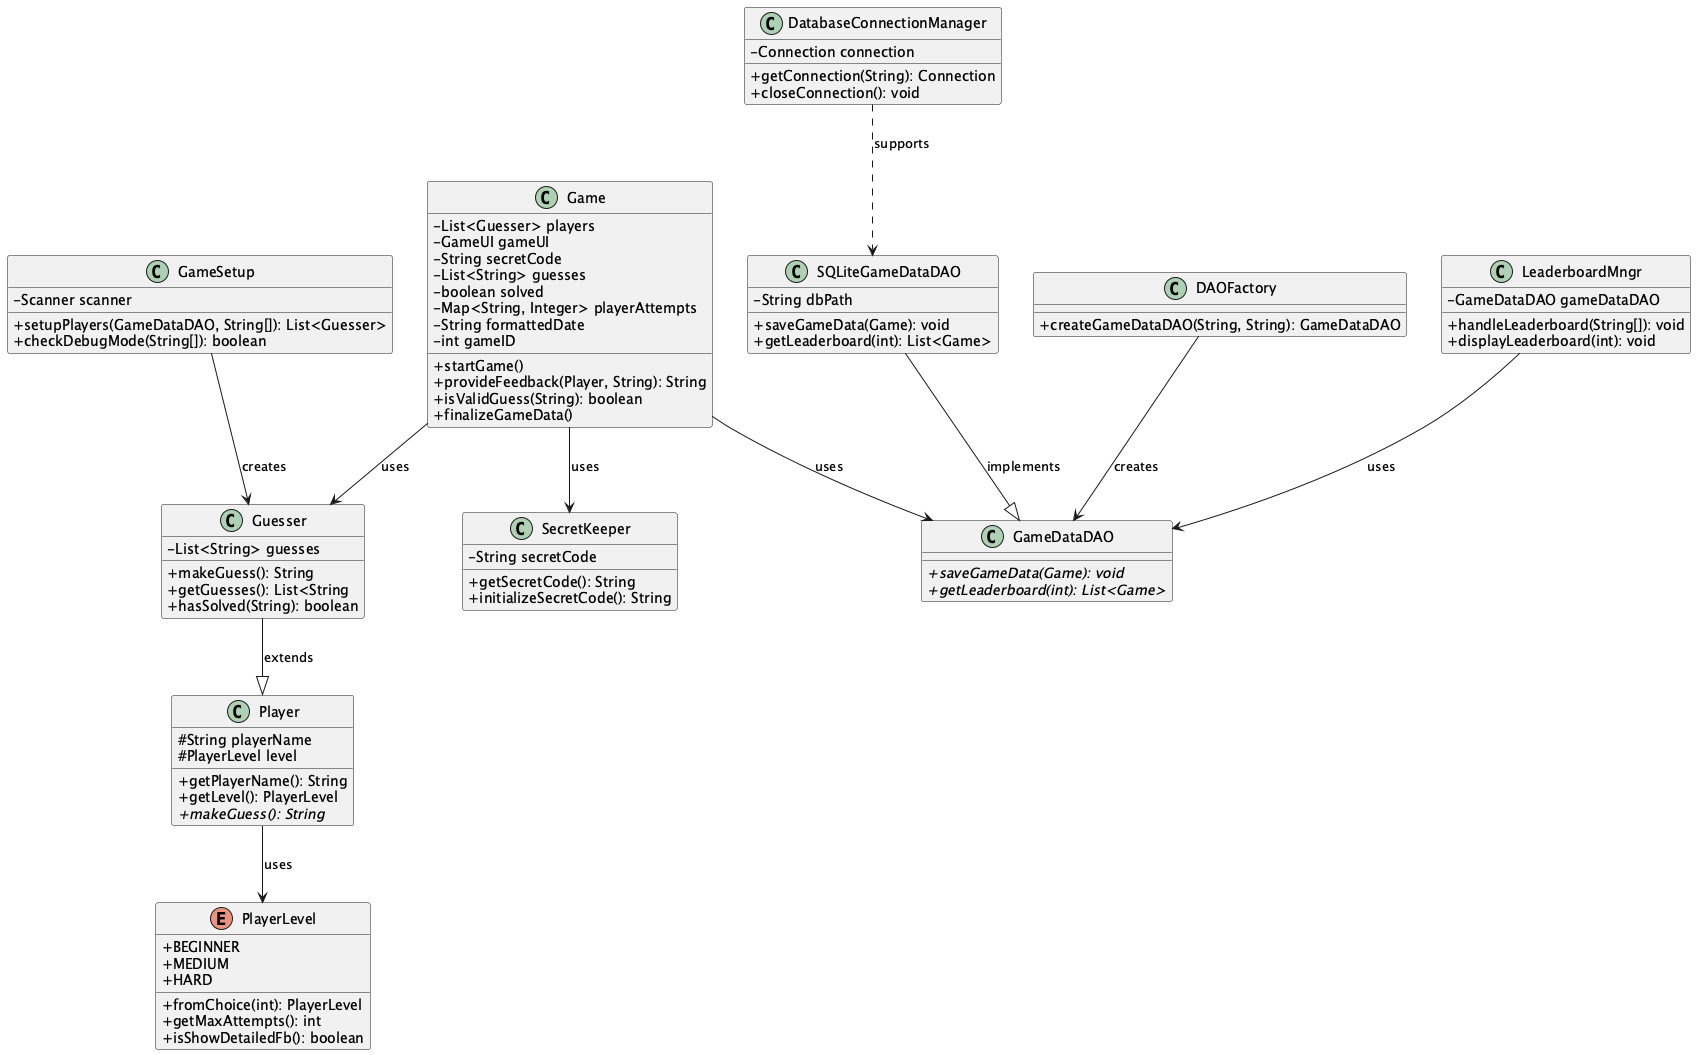 C DatabaseConnectionManager
-Connection connection
+getConnection(String): Connection
+closeConnection(): void
supports
C Game
-List<Guesser> players
-GameUI gameUI
-String secretCode
-List<String> guesses
-boolean solved
-Map<String, Integer> playerAttempts
-String formattedDate
-int gameID
+startGame()
+provideFeedback(Player, String): String
+isValidGuess(String): boolean
+finalizeGameData()
C GameSetup
-Scanner scanner
+setupPlayers(GameDataDAO, String[]): List<Guesser>
+checkDebugMode(String[]): boolean
C SQLiteGameDataDAO
-String dbPath
+saveGameData(Game): void
+getLeaderboard(int): List<Game>
C DAOFactory
+createGameDataDAO(String, String): GameDataDAO
C LeaderboardMngr
-GameDataDAO gameDataDAO
+handleLeaderboard(String[]): void
+displayLeaderboard(int): void
creates
uses
uses
uses
implements
creates
uses
C Guesser
-List<String> guesses
+makeGuess(): String
+getGuesses(): List<String
+hasSolved(String): boolean
C SecretKeeper
-String secretCode
+getSecretCode(): String
+initializeSecretCode(): String
C GameDataDAO
+saveGameData(Game): void
+getLeaderboard(int): List<Game>
extends
C Player
#String playerName
#PlayerLevel level
+getPlayerName(): String
+getLevel(): PlayerLevel
+makeGuess(): String
uses
E PlayerLevel
+BEGINNER
+MEDIUM
+HARD
+fromChoice(int): PlayerLevel
+getMaxAttempts(): int
+isShowDetailedFb(): boolean